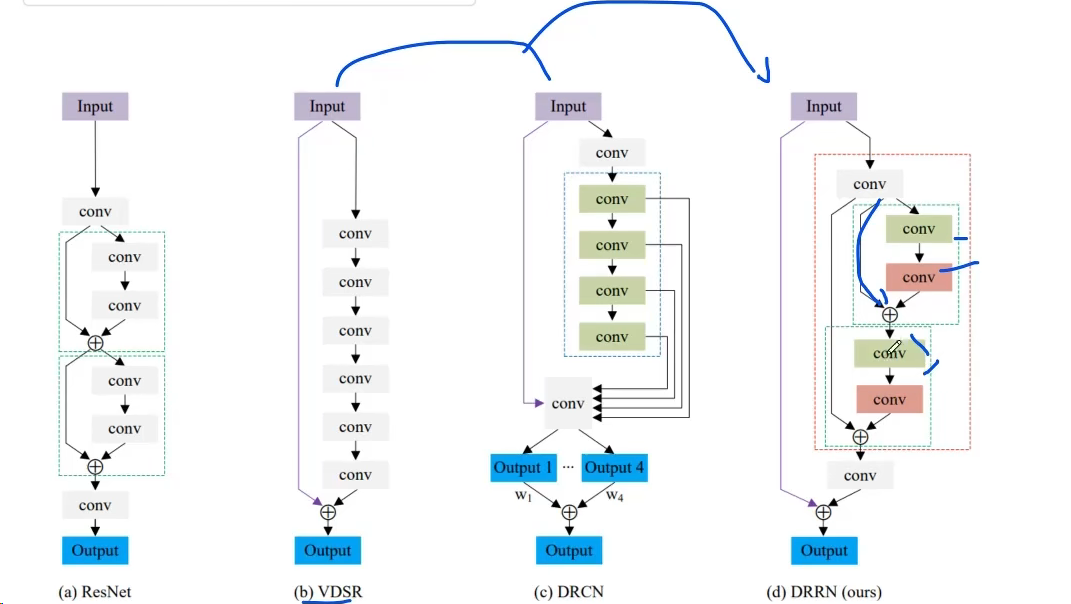 Input
conv
conv
conv
conv
conv
conv
Output
(a) ResNet
Input
conv
conv
conv
conv
conv
conv
Output
(b) VDSR
Input
conv
conv
conv
conv
conv
conv
Output 1 ... Output 4
w1 w4
Output
(c) DRCN
Input
conv
conv
conv
conv
conv
conv
Output
(d) DRRN (ours)